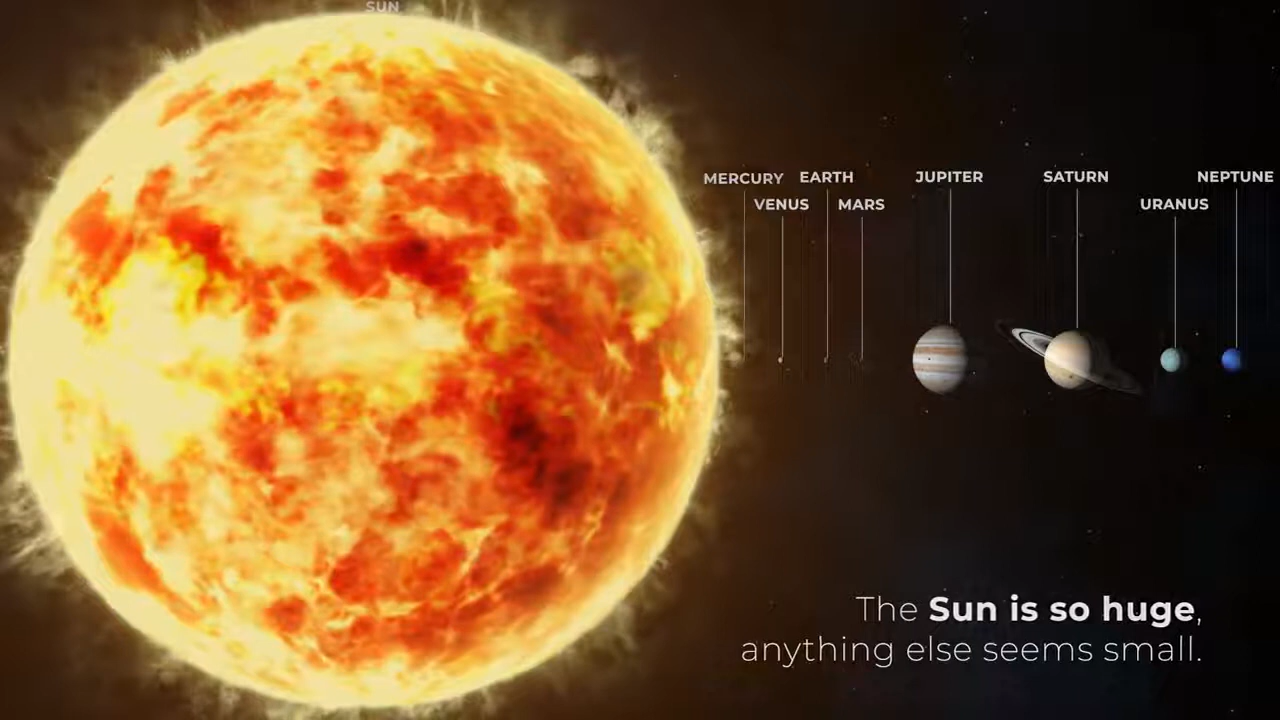 SUN
MERCURY EARTH JUPITER SATURN NEPTUNE
VENUS MARS URANUS
The Sun is so huge,
anything else seems small.